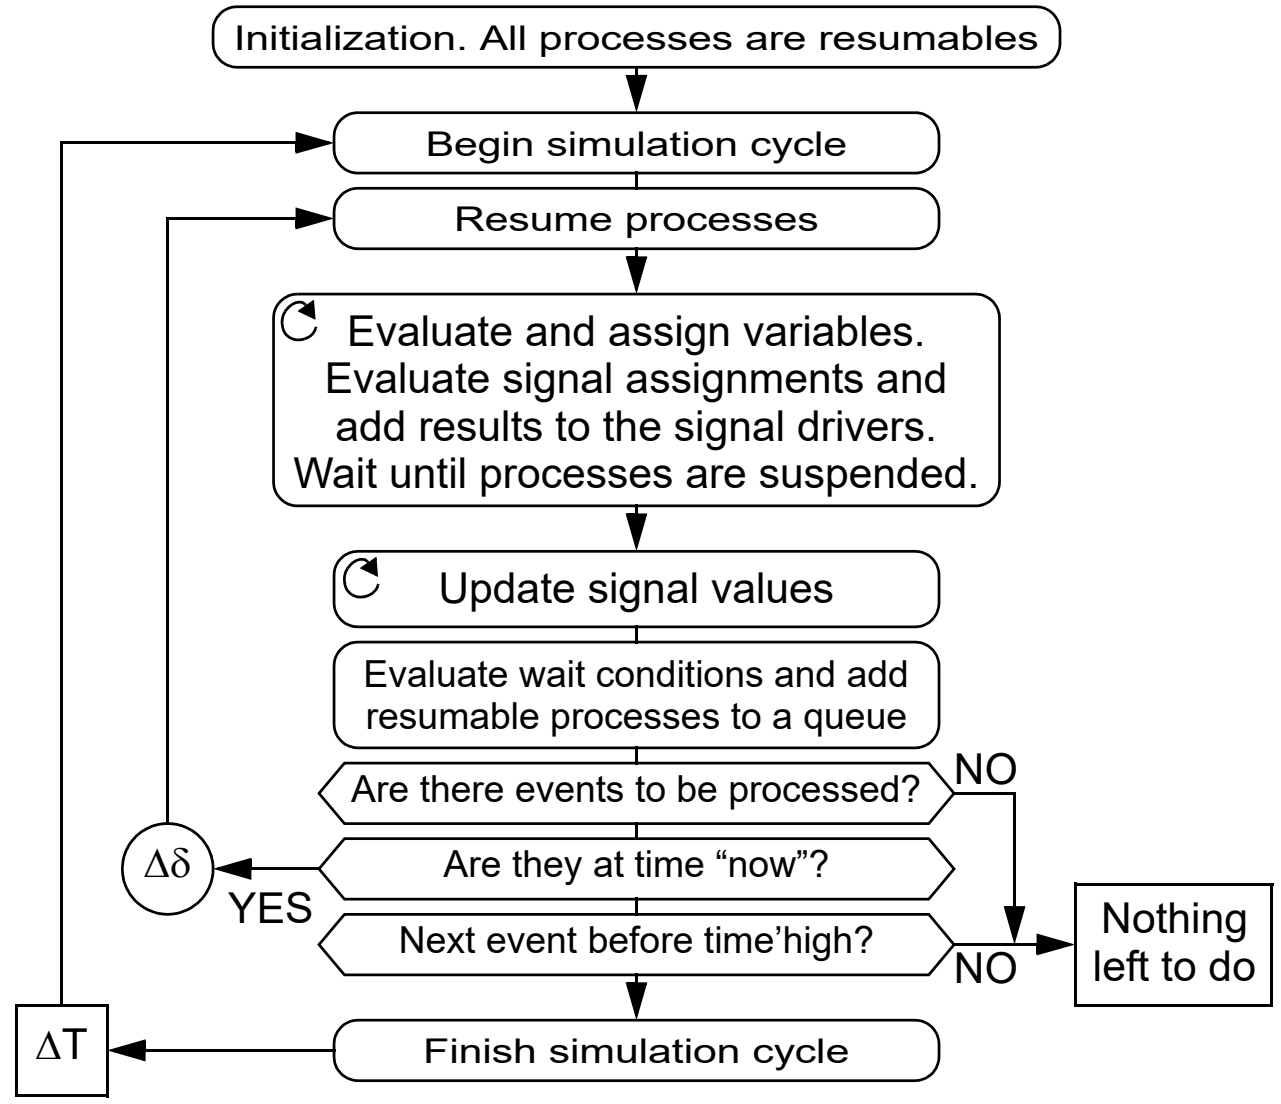 Initialization. All processes are resumables
Begin simulation cycle
Resume processes
Evaluate and assign variables.
Evaluate signal assignments and
add results to the signal drivers.
Wait until processes are suspended.
Update signal values
Evaluate wait conditions and add
resumable processes to a queue
Are there events to be processed?
NO
Are they at time “now”?
Δδ
YES
Next event before time’high?
NO
Nothing
left to do
Finish simulation cycle
ΔT